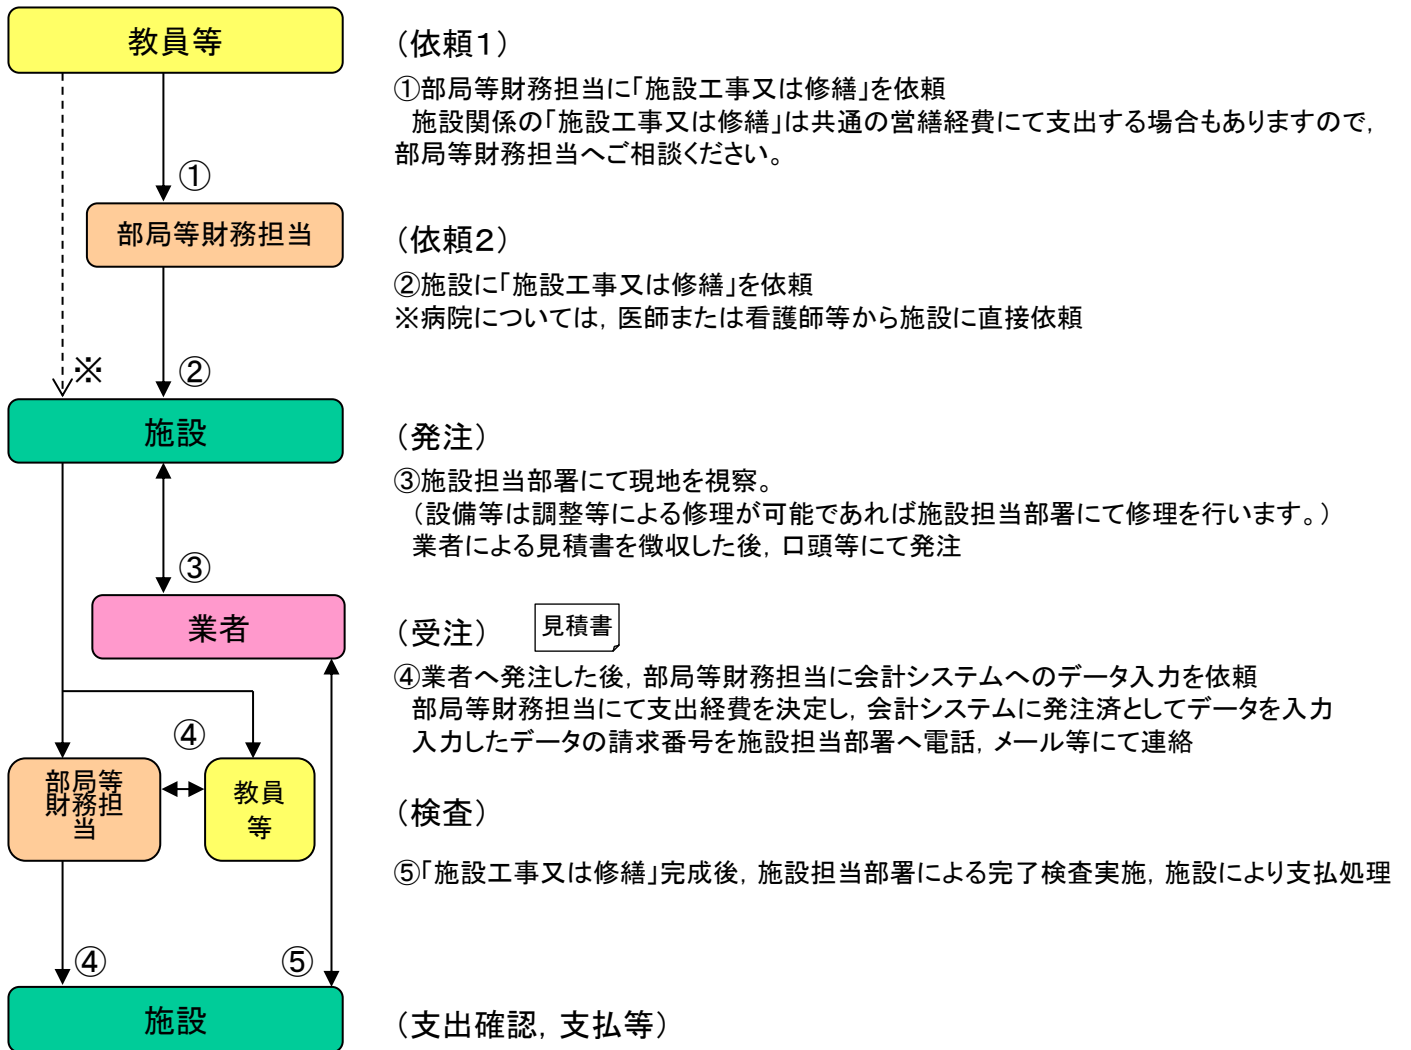 教員等
（依頼１）
①部局等財務担当に「施設工事又は修繕」を依頼
施設関係の「施設工事又は修繕」は共通の営繕経費にて支出する場合もありますので，
部局等財務担当へご相談ください。
①
部局等財務担当
（依頼２）
②施設に「施設工事又は修繕」を依頼
※病院については，医師または看護師等から施設に直接依頼
※
②
施設
（発注）
③施設担当部署にて現地を視察。
（設備等は調整等による修理が可能であれば施設担当部署にて修理を行います。）
業者による見積書を徴収した後，口頭等にて発注
③
業者
（受注）
見積書
④業者へ発注した後，部局等財務担当に会計システムへのデータ入力を依頼
部局等財務担当にて支出経費を決定し，会計システムに発注済としてデータを入力
入力したデータの請求番号を施設担当部署へ電話，メール等にて連絡
④
部局等
財務担
当
教員
等
（検査）
⑤「施設工事又は修繕」完成後，施設担当部署による完了検査実施，施設により支払処理
④
⑤
施設
（支出確認，支払等）